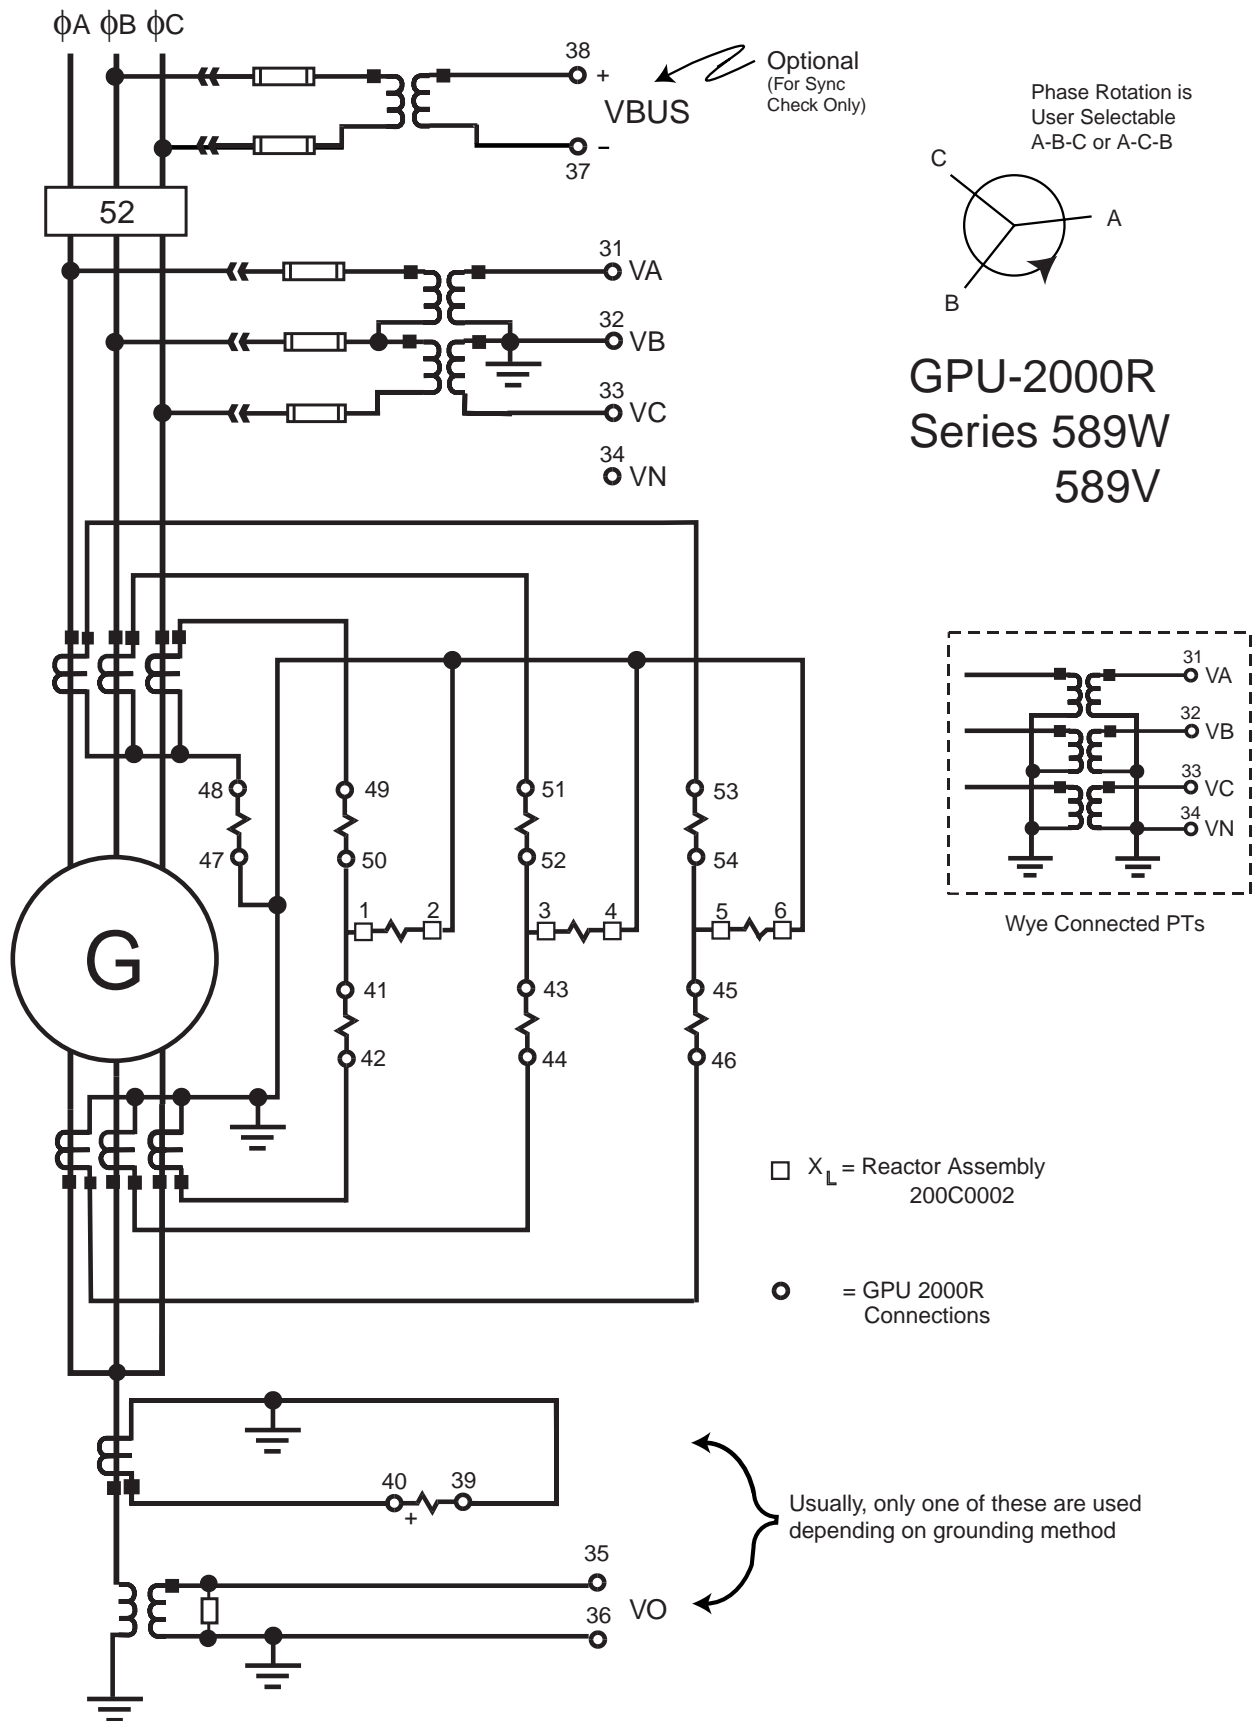 ϕA ϕB ϕC
38
+
VBUS
–
37
Optional
(For Sync
Check Only)
Phase Rotation is
User Selectable
A-B-C or A-C-B
C
A
B
52
31
VA
32
VB
33
VC
34
VN
GPU-2000R
Series 589W
589V
48
49
51
53
47
50
52
54
1
2
3
4
5
6
G
41
43
45
42
44
46
31
VA
32
VB
33
VC
34
VN
Wye Connected PTs
X L = Reactor Assembly
200C0002
= GPU 2000R
Connections
40
39
+
Usually, only one of these are used
depending on grounding method
35
36
VO